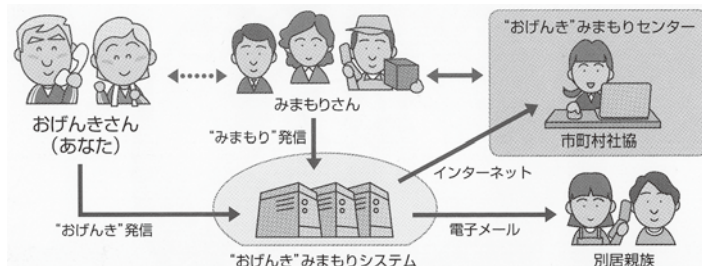 “おげんき”みまもりセンター
みまもりさん
おげんきさん
(あなた)
“みまもり”発信
市町村社協
インターネット
“おげんき”発信
電子メール
“おげんき”みまもりシステム
別居親族